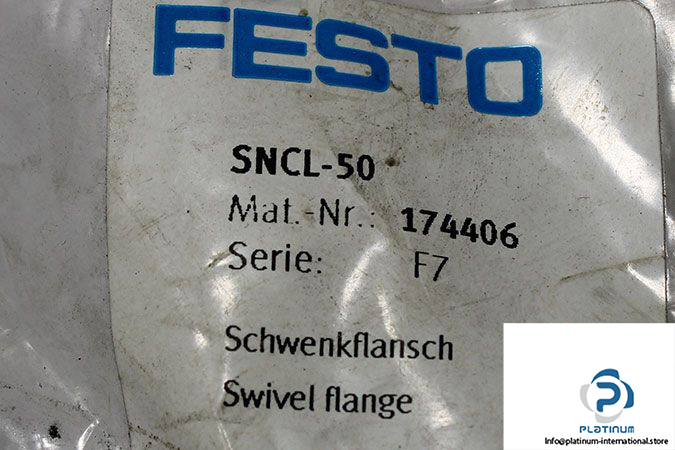 FESTO
SNCL-50
Mat.-Nr.: 174406
Serie: F7
Schwenkflansch
Swivel flange
PLATINUM
Info@platinum-international.store